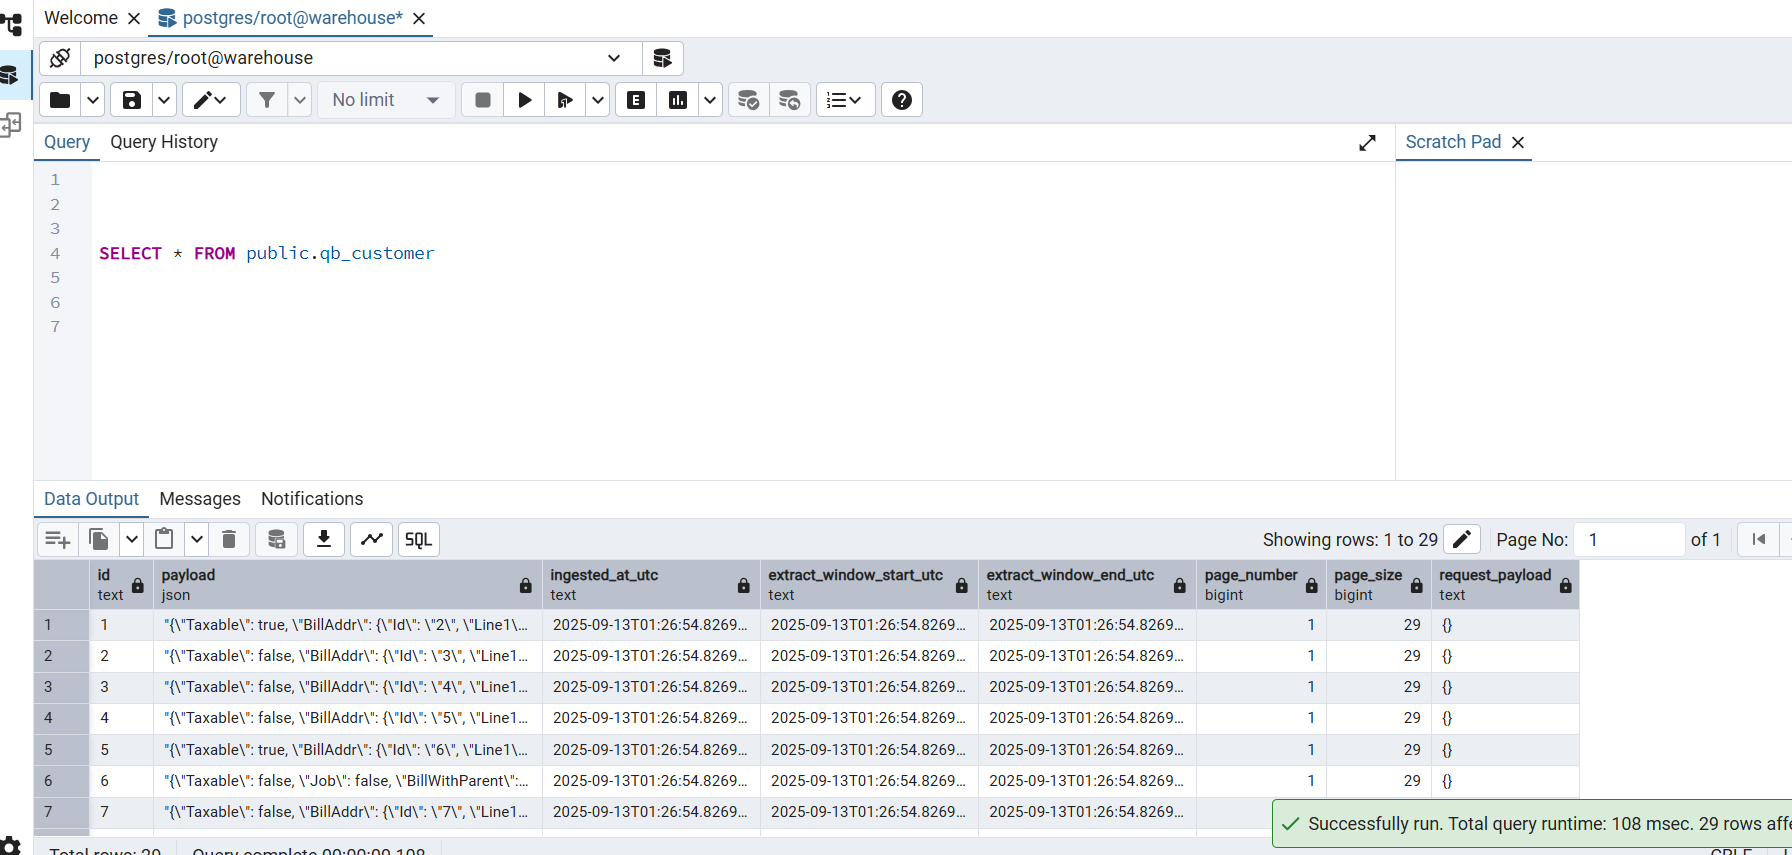 Welcome
postgres/root@warehouse*
postgres/root@warehouse
No limit
E
Query
Query History
Scratch Pad
1
2
3
4 SELECT * FROM public.qb_customer
5
6
7
Data Output
Messages
Notifications
SQL
Showing rows: 1 to 29
Page No: 1 of 1
id payload ingested_at_utc extract_window_start_utc extract_window_end_utc page_number page_size request_payload
text json text text text bigint bigint text
1 1 "{\"Taxable\": true, \"BillAddr\": {\"Id\": \"2\", \"Line1\... 2025-09-13T01:26:54.8269... 2025-09-13T01:26:54.8269... 2025-09-13T01:26:54.8269... 1 29 {}
2 2 "{\"Taxable\": false, \"BillAddr\": {\"Id\": \"3\", \"Line1... 2025-09-13T01:26:54.8269... 2025-09-13T01:26:54.8269... 2025-09-13T01:26:54.8269... 1 29 {}
3 3 "{\"Taxable\": false, \"BillAddr\": {\"Id\": \"4\", \"Line1... 2025-09-13T01:26:54.8269... 2025-09-13T01:26:54.8269... 2025-09-13T01:26:54.8269... 1 29 {}
4 4 "{\"Taxable\": false, \"BillAddr\": {\"Id\": \"5\", \"Line1... 2025-09-13T01:26:54.8269... 2025-09-13T01:26:54.8269... 2025-09-13T01:26:54.8269... 1 29 {}
5 5 "{\"Taxable\": true, \"BillAddr\": {\"Id\": \"6\", \"Line1\... 2025-09-13T01:26:54.8269... 2025-09-13T01:26:54.8269... 2025-09-13T01:26:54.8269... 1 29 {}
6 6 "{\"Taxable\": false, \"Job\": false, \"BillWithParent\":... 2025-09-13T01:26:54.8269... 2025-09-13T01:26:54.8269... 2025-09-13T01:26:54.8269... 1 29 {}
7 7 "{\"Taxable\": false, \"BillAddr\": {\"Id\": \"7\", \"Line1... 2025-09-13T01:26:54.8269... 2025-09-13T01:26:54.8269... 2025-09-13T01:26:54.8269...
Successfully run. Total query runtime: 108 msec. 29 rows affe
Total rows: 29
Query complete 00:00:00.108
CRLF